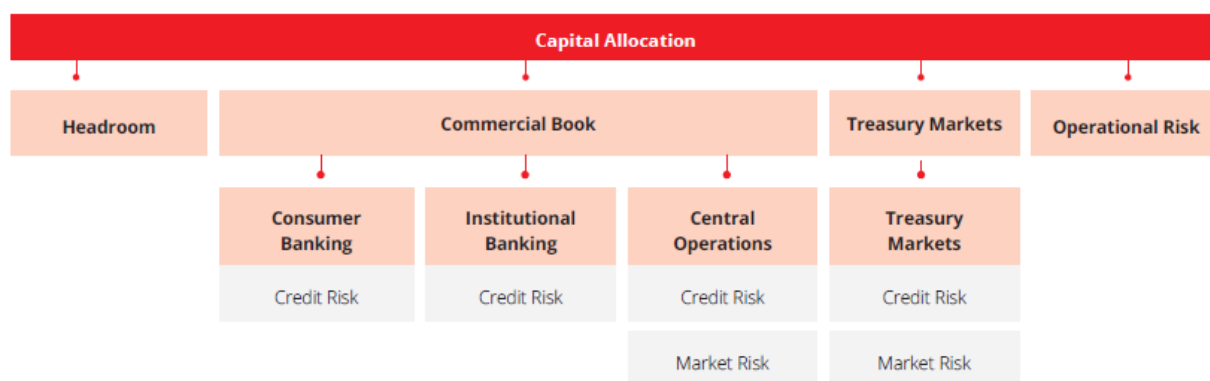 Capital Allocation
Headroom
Commercial Book
Treasury Markets
Operational Risk
Consumer
Banking
Institutional
Banking
Central
Operations
Treasury
Markets
Credit Risk
Credit Risk
Credit Risk
Credit Risk
Market Risk
Market Risk